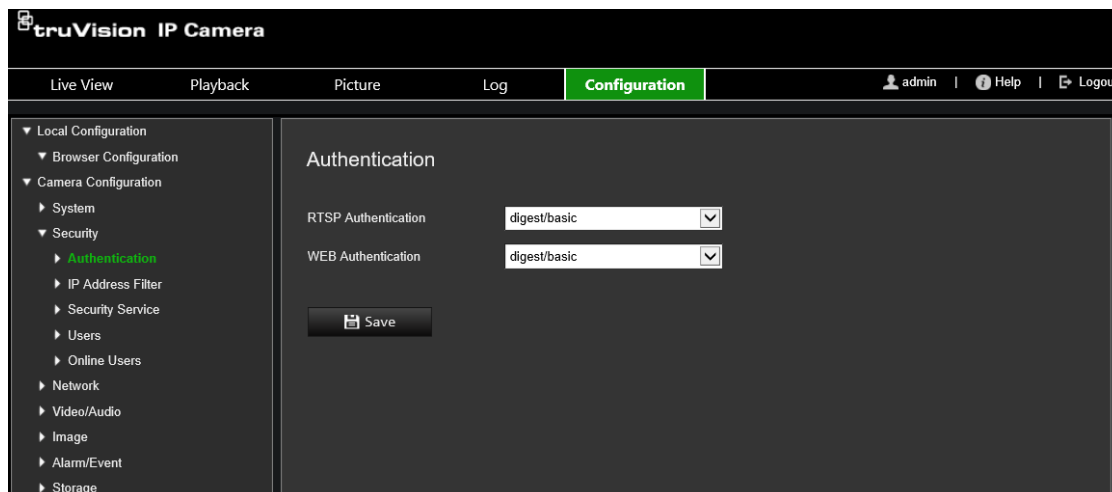 truVision IP Camera
Live View Playback Picture Log Configuration admin | Help | Logou
Local Configuration
Browser Configuration
Camera Configuration
System
Security
Authentication
IP Address Filter
Security Service
Users
Online Users
Network
Video/Audio
Image
Alarm/Event
Storage
Authentication
RTSP Authentication digest/basic
WEB Authentication digest/basic
Save